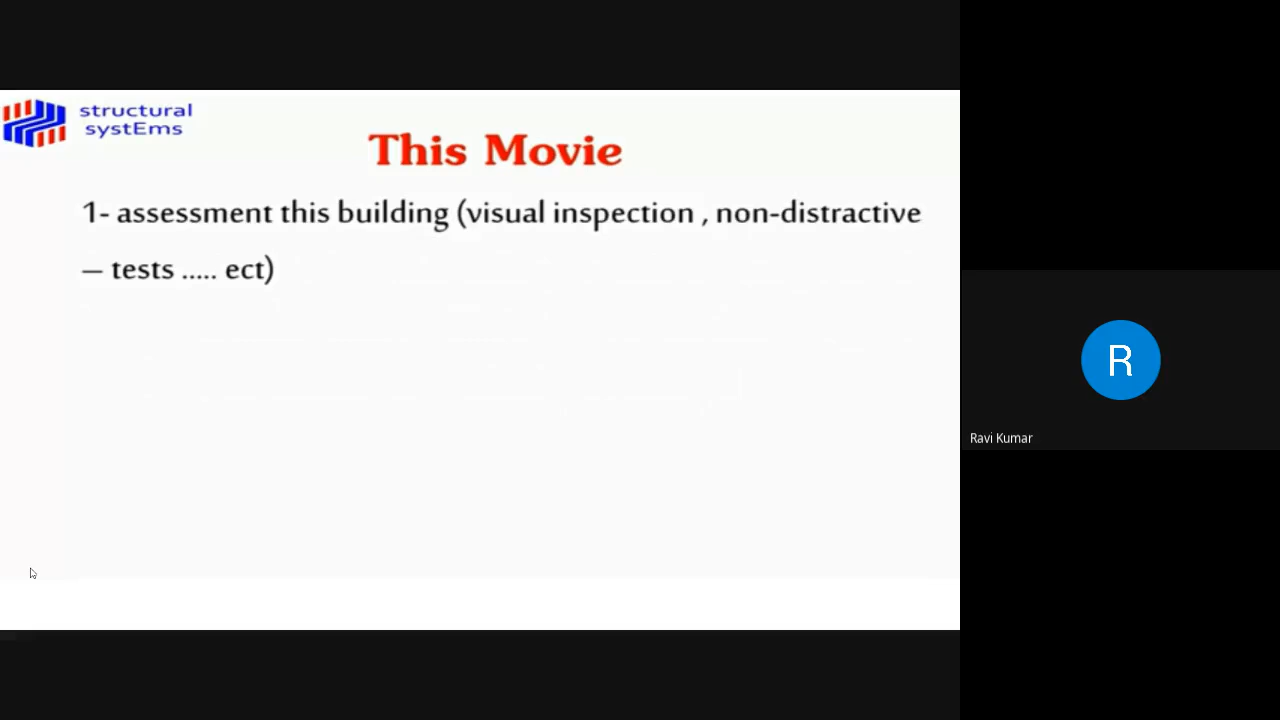 structural
systEms
This Movie
1- assessment this building (visual inspection , non-distractive
– tests ..... ect)
R
Ravi Kumar